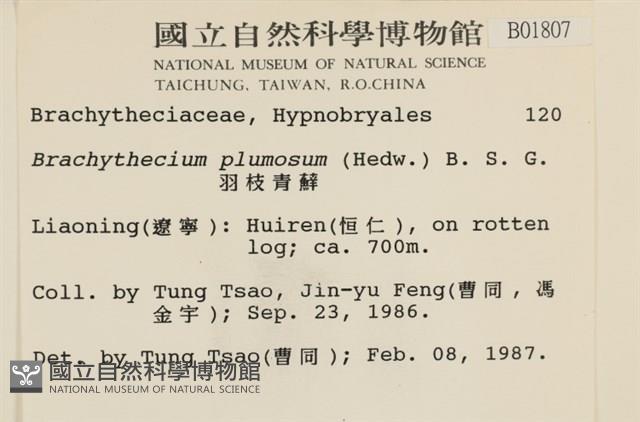 國立自然科學博物館 B01807
NATIONAL MUSEUM OF NATURAL SCIENCE
TAICHUNG, TAIWAN, R.O.CHINA
Brachytheciaceae, Hypnobryales 120
Brachythecium plumosum (Hedw.) B. S. G.
羽枝青蘚
Liaoning(遼寧): Huiren(恒仁), on rotten
log; ca. 700m.
Coll. by Tung Tsao, Jin-yu Feng(曹同,馮
金宇); Sep. 23, 1986.
Det. by Tung Tsao(曹同); Feb. 08, 1987.
國立自然科學博物館
NATIONAL MUSEUM OF NATURAL SCIENCE